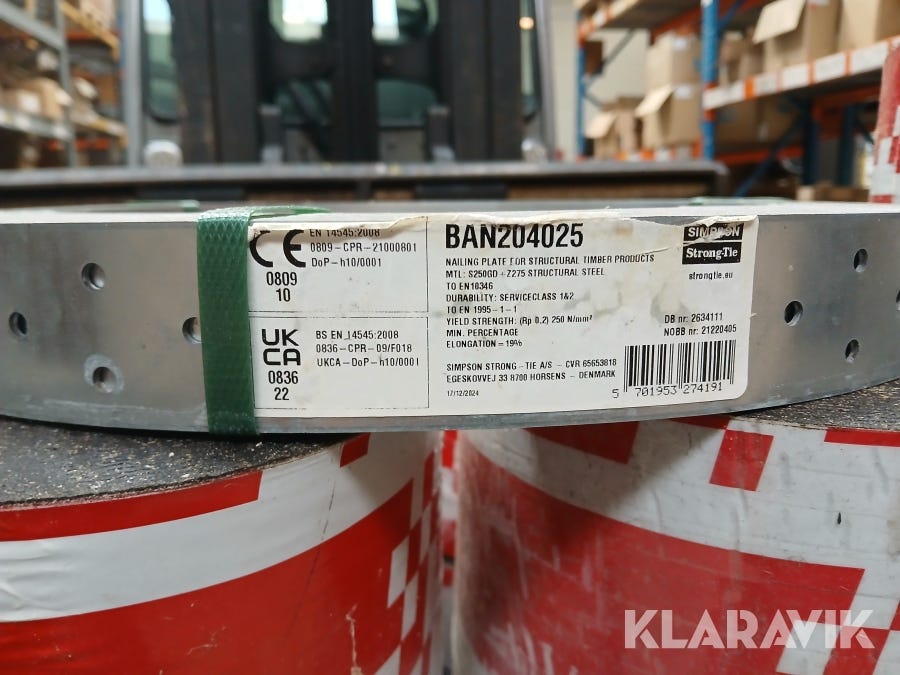 CE
EN 14545:2008
0809 - CPR - 21000801
DoP - h10/0001
0809
10
UK
CA
BS EN 14545:2008
0836 - CPR - 09/F018
UKCA - DoP - h10/0001
0836
22
BAN204025
NAILING PLATE FOR STRUCTURAL TIMBER PRODUCTS
MTL: S250GD + Z275 STRUCTURAL STEEL
TO EN10346
DURABILITY: SERVICECLASS 1&2
TO EN 1995 - 1 - 1
YIELD STRENGTH: (Rp 0.2) 250 N/mm²
MIN. PERCENTAGE
ELONGATION = 19%
SIMPSON STRONG - TIE A/S - CVR 65653818
EGESKOVVEJ 33 8700 HORSENS - DENMARK
17/12/2024
SIMPSON
Strong-Tie
strongtie.eu
DB nr: 2634111
NOBB nr: 21220405
5 701953 274191
KLARAVIK